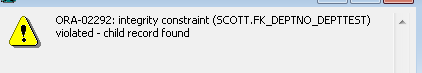 ORA-02292: integrity constraint (SCOTT.FK_DEPTNO_DEPTTEST)
violated - child record found